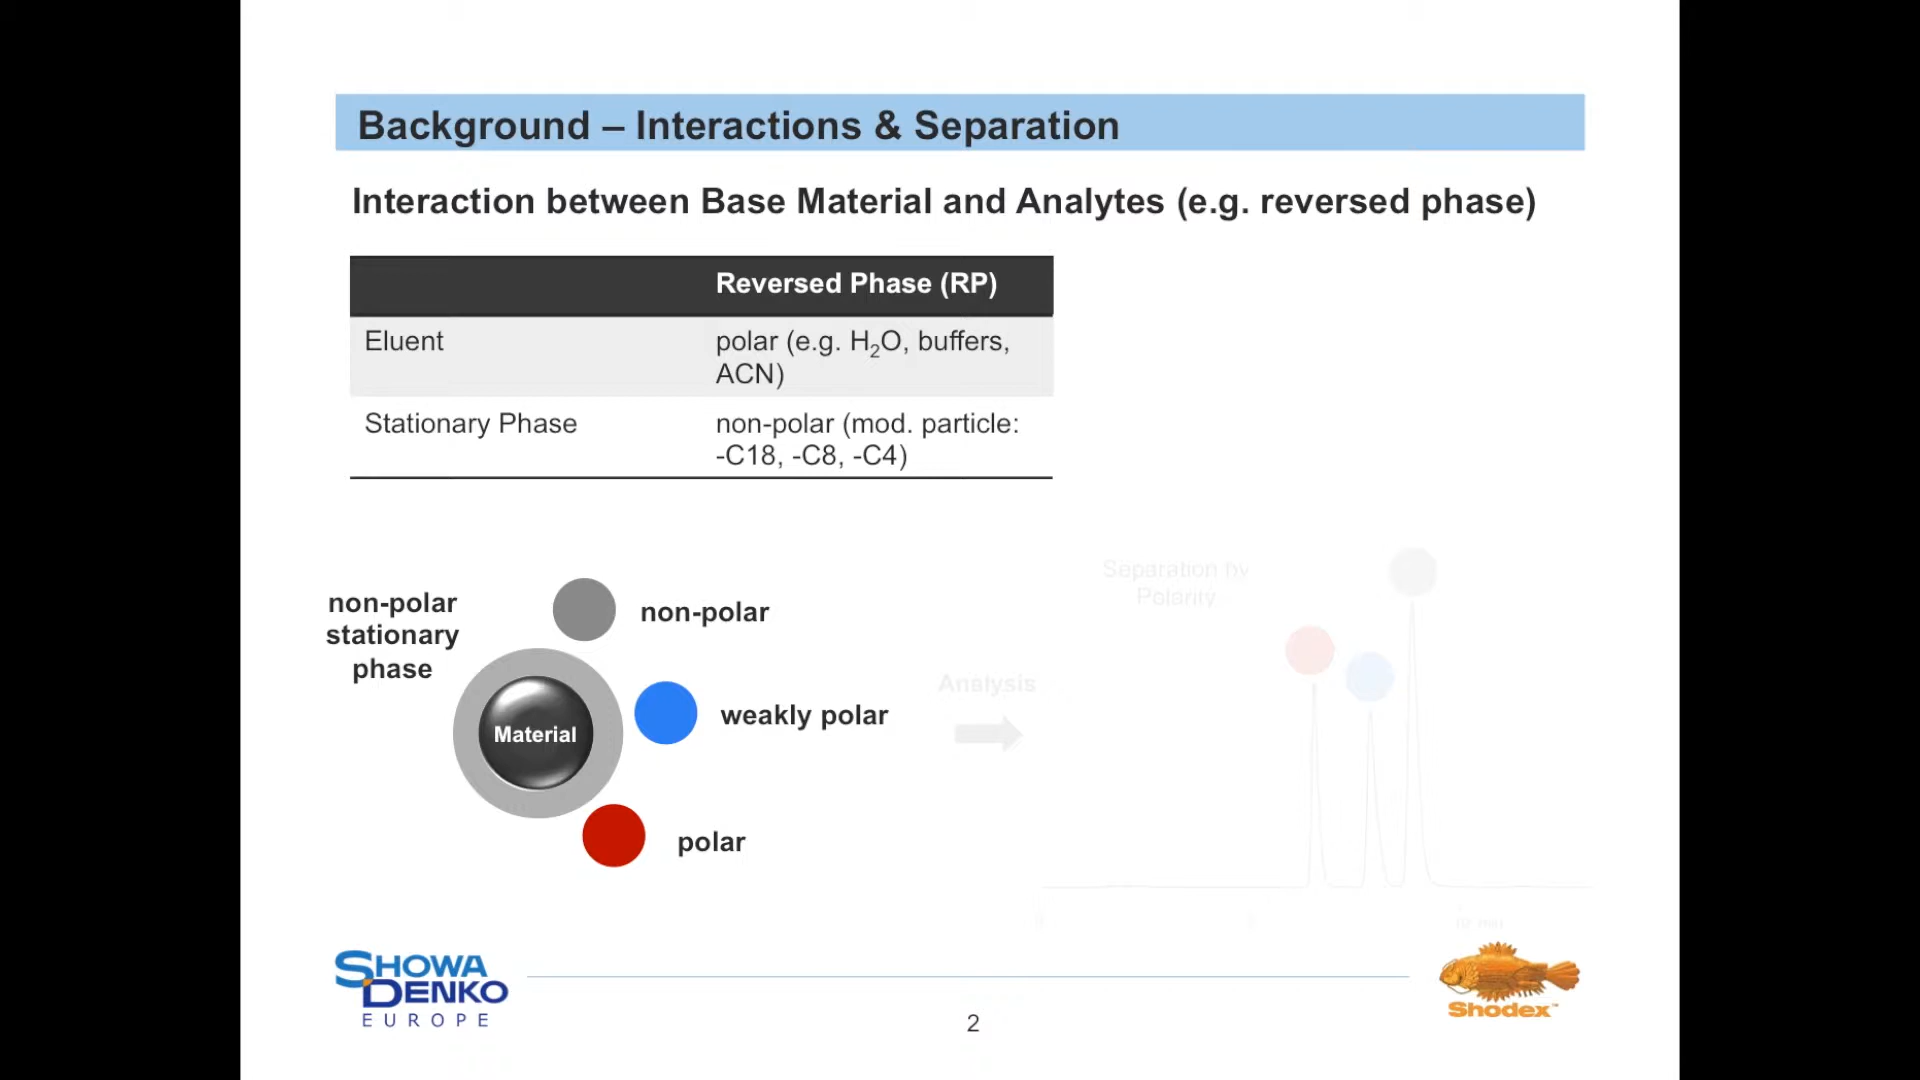 Background – Interactions & Separation
Interaction between Base Material and Analytes (e.g. reversed phase)
Reversed Phase (RP)
Eluent
polar (e.g. H₂O, buffers,
ACN)
Stationary Phase
non-polar (mod. particle:
-C18, -C8, -C4)
non-polar
stationary
phase
Material
non-polar
weakly polar
polar
Analysis
Separation by
Polarity
SHOWA
DENKO
EUROPE
2
Shodex™